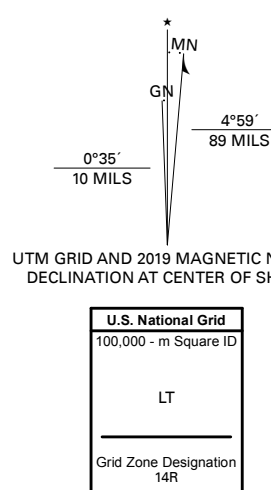 ★
MN
GN
4°59´
89 MILS
0°35´
10 MILS
UTM GRID AND 2019 MAGNETIC
DECLINATION AT CENTER OF
U.S. National Grid
100,000 - m Square ID
LT
Grid Zone Designation
14R